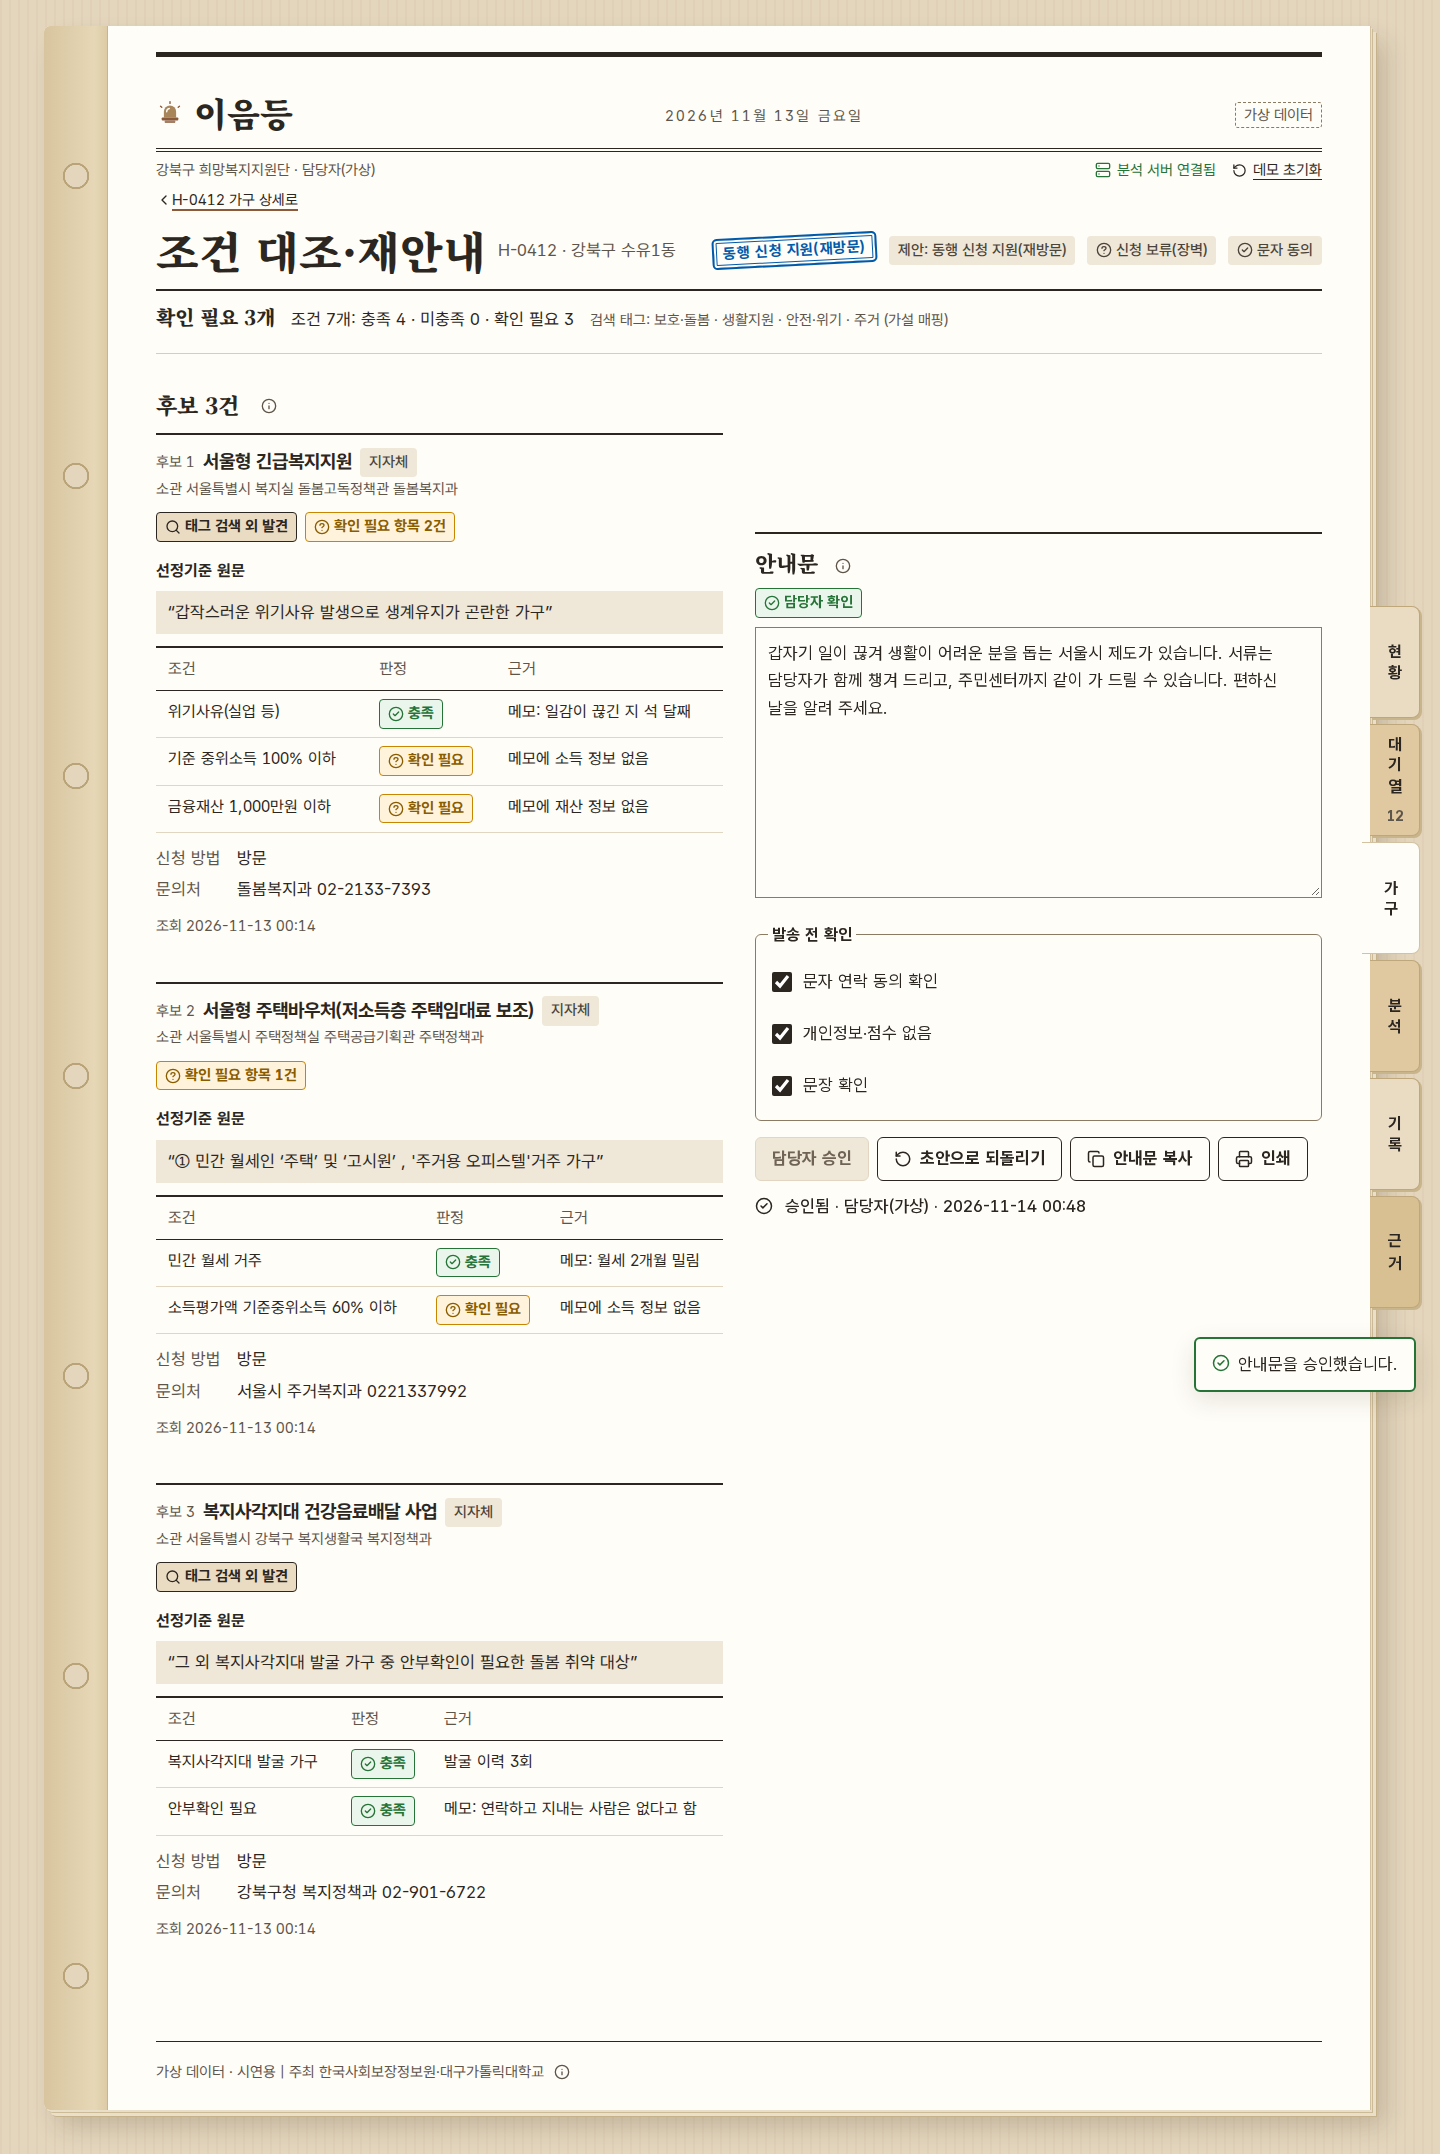 이음등
2026년 11월 13일 금요일
가상 데이터
강북구 희망복지지원단 · 담당자(가상)
분석 서버 연결됨
데모 초기화
H-0412 가구 상세로
조건 대조·재안내
H-0412 · 강북구 수유1동
동행 신청 지원(재방문)
제안: 동행 신청 지원(재방문)
신청 보류(장벽)
문자 동의
확인 필요 3개
조건 7개: 충족 4 · 미충족 0 · 확인 필요 3
검색 태그: 보호·돌봄 · 생활지원 · 안전·위기 · 주거 (가설 매핑)
후보 3건
후보 1 서울형 긴급복지지원 지자체
소관 서울특별시 복지실 돌봄고독정책관 돌봄복지과
태그 검색 외 발견
확인 필요 항목 2건
선정기준 원문
“갑작스러운 위기사유 발생으로 생계유지가 곤란한 가구”
조건 판정 근거
위기사유(실업 등) 충족 메모: 일감이 끊긴 지 석 달째
기준 중위소득 100% 이하 확인 필요 메모에 소득 정보 없음
금융재산 1,000만원 이하 확인 필요 메모에 재산 정보 없음
신청 방법 방문
문의처 돌봄복지과 02-2133-7393
조회 2026-11-13 00:14
후보 2 서울형 주택바우처(저소득층 주택임대료 보조) 지자체
소관 서울특별시 주택정책실 주택공급기획관 주택정책과
확인 필요 항목 1건
선정기준 원문
“① 민간 월세인 ‘주택’ 및 ‘고시원’ , '주거용 오피스텔'거주 가구”
조건 판정 근거
민간 월세 거주 충족 메모: 월세 2개월 밀림
소득평가액 기준중위소득 60% 이하 확인 필요 메모에 소득 정보 없음
신청 방법 방문
문의처 서울시 주거복지과 0221337992
조회 2026-11-13 00:14
후보 3 복지사각지대 건강음료배달 사업 지자체
소관 서울특별시 강북구 복지생활국 복지정책과
태그 검색 외 발견
선정기준 원문
“그 외 복지사각지대 발굴 가구 중 안부확인이 필요한 돌봄 취약 대상”
조건 판정 근거
복지사각지대 발굴 가구 충족 발굴 이력 3회
안부확인 필요 충족 메모: 연락하고 지내는 사람은 없다고 함
신청 방법 방문
문의처 강북구청 복지정책과 02-901-6722
조회 2026-11-13 00:14
안내문
담당자 확인
갑자기 일이 끊겨 생활이 어려운 분을 돕는 서울시 제도가 있습니다. 서류는
담당자가 함께 챙겨 드리고, 주민센터까지 같이 가 드릴 수 있습니다. 편하신
날을 알려 주세요.
발송 전 확인
문자 연락 동의 확인
개인정보·점수 없음
문장 확인
담당자 승인
초안으로 되돌리기
안내문 복사
인쇄
승인됨 · 담당자(가상) · 2026-11-14 00:48
현황
대기열
12
가구
분석
기록
근거
안내문을 승인했습니다.
가상 데이터 · 시연용 | 주최 한국사회보장정보원·대구가톨릭대학교